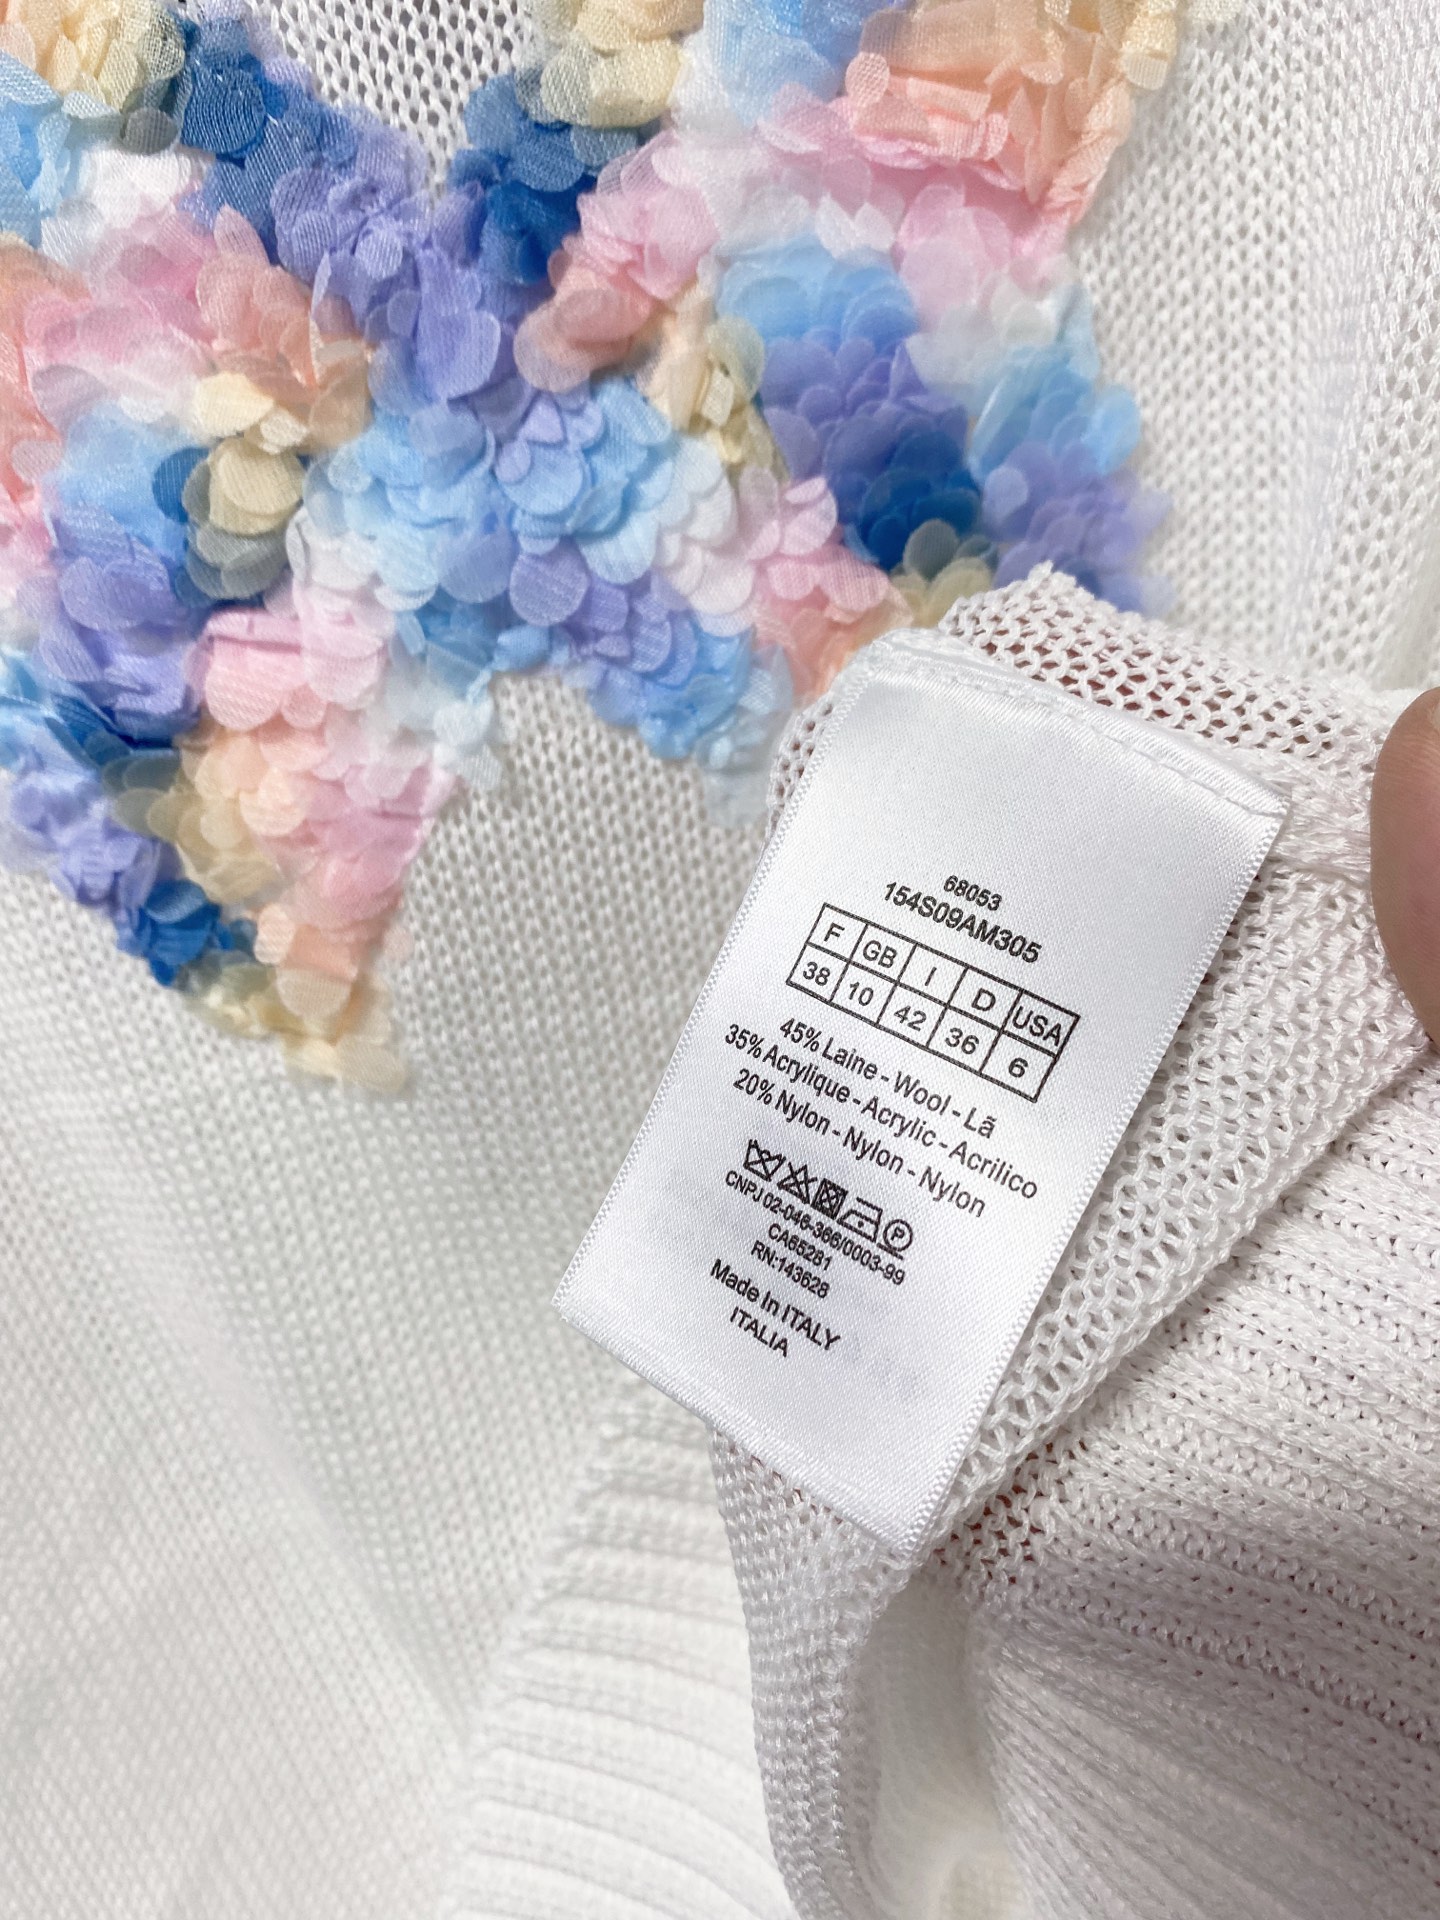 68053
154S09AM305
F GB I D USA
38 10 42 36 6
45% Laine - Wool - Lã
35% Acrylique - Acrylic - Acrilico
20% Nylon - Nylon - Nylon
P
CNPJ 02-046-366/0003-99
CA65281
RN:143628
Made In ITALY
ITALIA